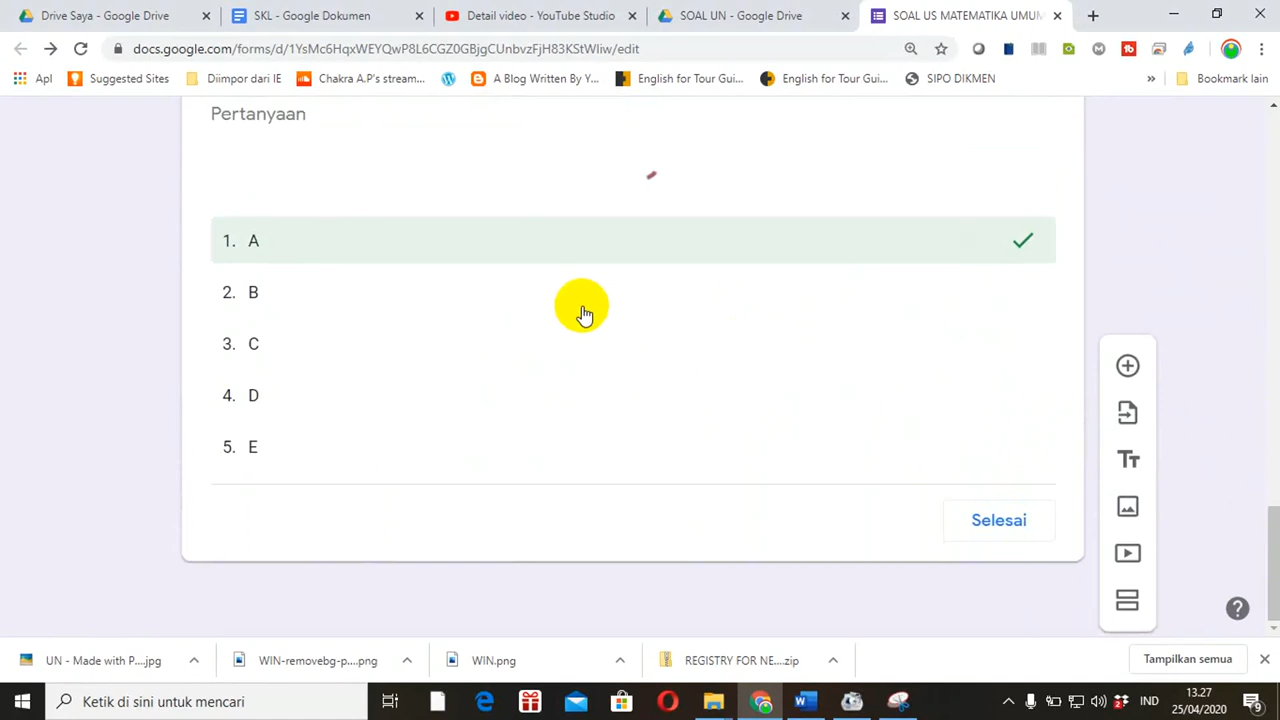 Drive Saya - Google Drive
SKL - Google Dokumen
Detail video - YouTube Studio
SOAL UN - Google Drive
SOAL US MATEMATIKA UMUM
docs.google.com/forms/d/1YsMc6HqxWEYQwP8L6CGZ0GBjgCUnbvzFjH83KStWliw/edit
Apl
Suggested Sites
Diimpor dari IE
Chakra A.P's stream...
A Blog Written By Y...
English for Tour Gui...
English for Tour Gui...
SIPO DIKMEN
»
Bookmark lain
Pertanyaan
1. A
2. B
3. C
4. D
5. E
Selesai
UN - Made with P....jpg
WIN-removebg-p....png
WIN.png
REGISTRY FOR NE....zip
Tampilkan semua
Ketik di sini untuk mencari
IND
13.27
25/04/2020